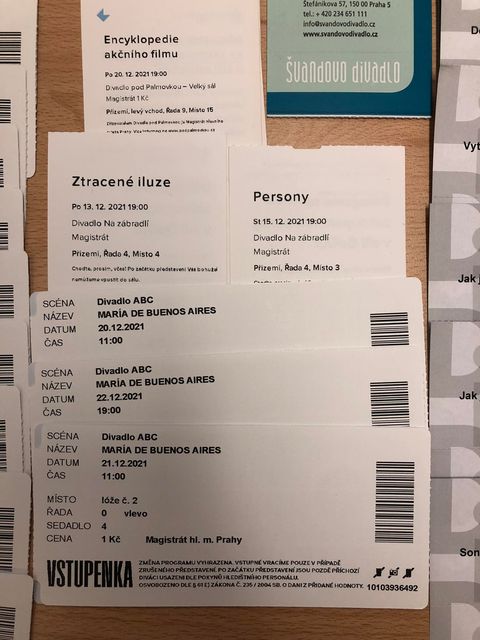 Encyklopedie
akčního filmu
Po 20. 12. 2021 19:00
Divadlo pod Palmovkou – Velký sál
Magistrát 1 Kč
Přízemí, levý vchod, Řada 9, Místo 15
Štefánikova 57, 150 00 Praha 5
tel.: + 420 234 651 111
info@svandovodivadlo.cz
www.svandovodivadlo.cz
švandovo divadlo
Ztracené iluze
Po 13. 12. 2021 19:00
Divadlo Na zábradlí
Magistrát
Přízemí, Řada 4, Místo 4
Persony
St 15. 12. 2021 19:00
Divadlo Na zábradlí
Magistrát
Přízemí, Řada 4, Místo 3
SCÉNA Divadlo ABC
NÁZEV MARÍA DE BUENOS AIRES
DATUM 20.12.2021
ČAS 11:00
SCÉNA Divadlo ABC
NÁZEV MARÍA DE BUENOS AIRES
DATUM 22.12.2021
ČAS 19:00
SCÉNA Divadlo ABC
NÁZEV MARÍA DE BUENOS AIRES
DATUM 21.12.2021
ČAS 11:00
MÍSTO lóže č. 2
ŘADA 0 vlevo
SEDADLO 4
CENA 1 Kč Magistrát hl. m. Prahy
VSTUPENKA
ZMĚNA PROGRAMU VYHRAZENA. VSTUPNÉ VRACÍME POUZE V PŘÍPADĚ
ZRUŠENÉHO PŘEDSTAVENÍ. PO ZAČÁTKU PŘEDSTAVENÍ JSOU POZDĚ PŘÍCHOZÍ
DIVÁCI USAZENI DLE POKYNŮ HLEDIŠTNÍHO PERSONÁLU.
OSVOBOZENO DLE § 61 E) ZÁKONA Č. 235 / 2004 SB. O DANI Z PŘIDANÉ HODNOTY.
10103936492
Vyt
Jak j
Jak
Son